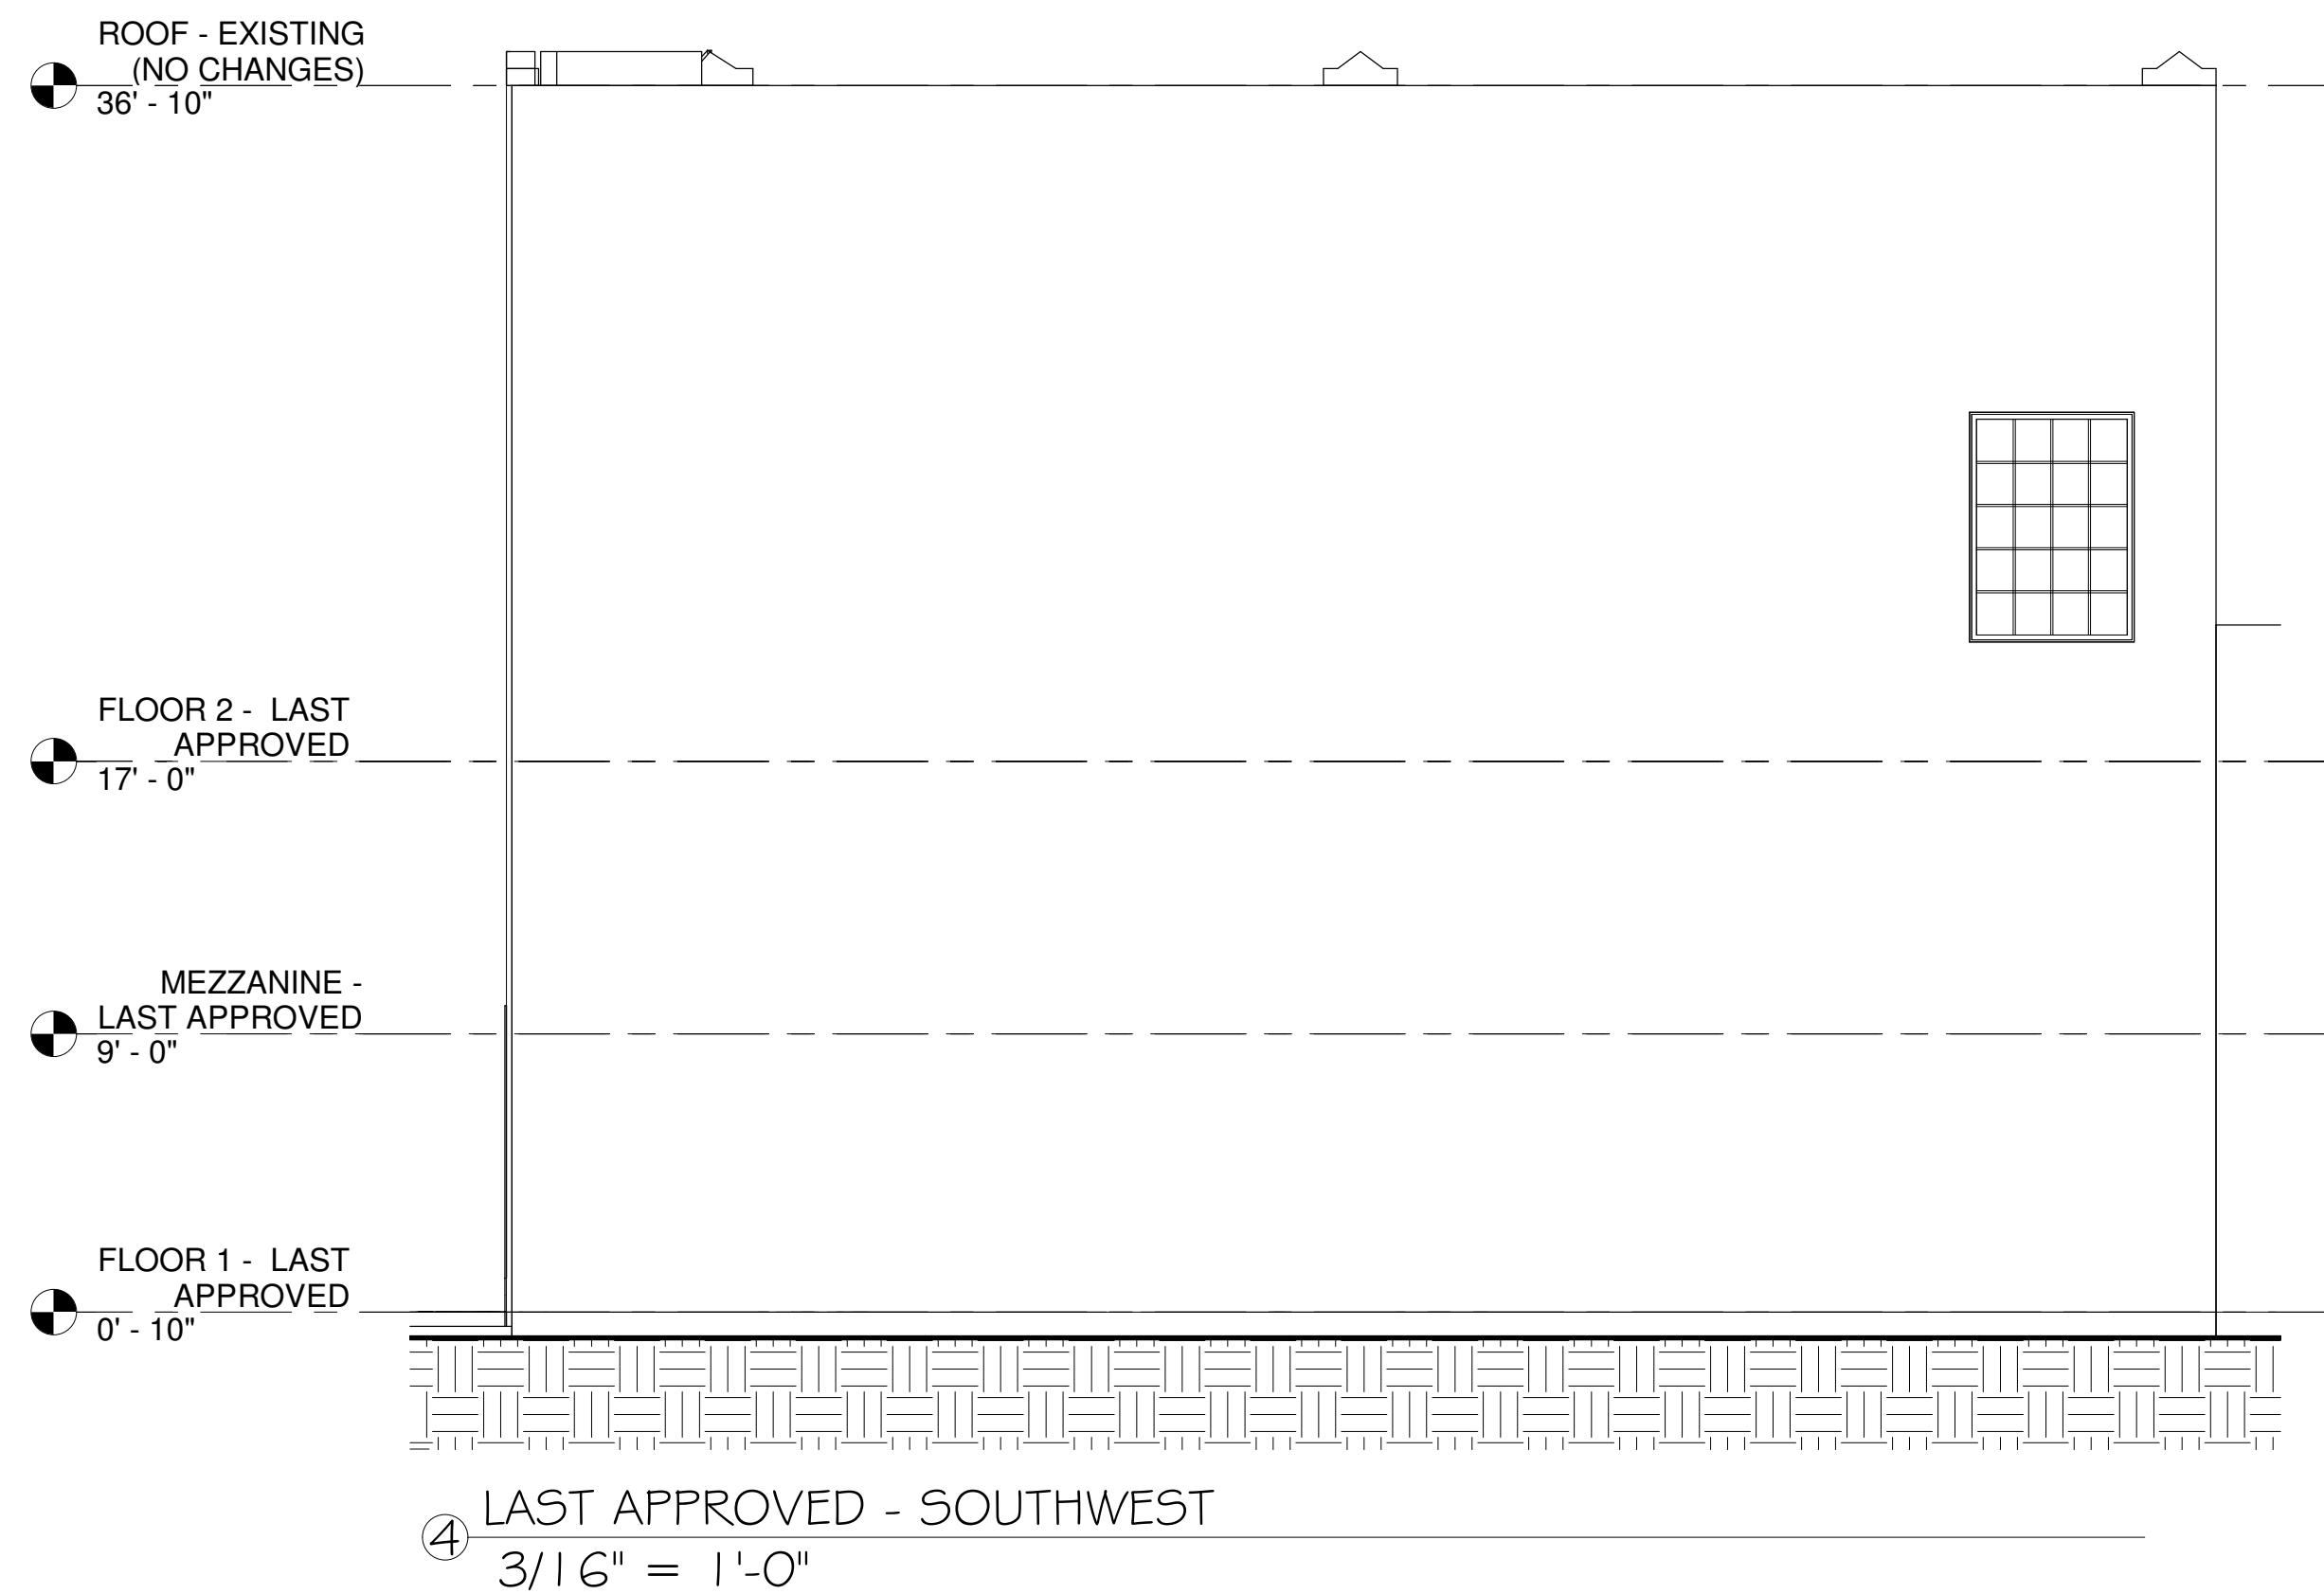 ROOF - EXISTING
(NO CHANGES)
36' - 10"
FLOOR 2 - LAST
APPROVED
17' - 0"
MEZZANINE -
LAST APPROVED
9' - 0"
FLOOR 1 - LAST
APPROVED
0' - 10"
4
LAST APPROVED - SOUTHWEST
3/16" = 1'-0"